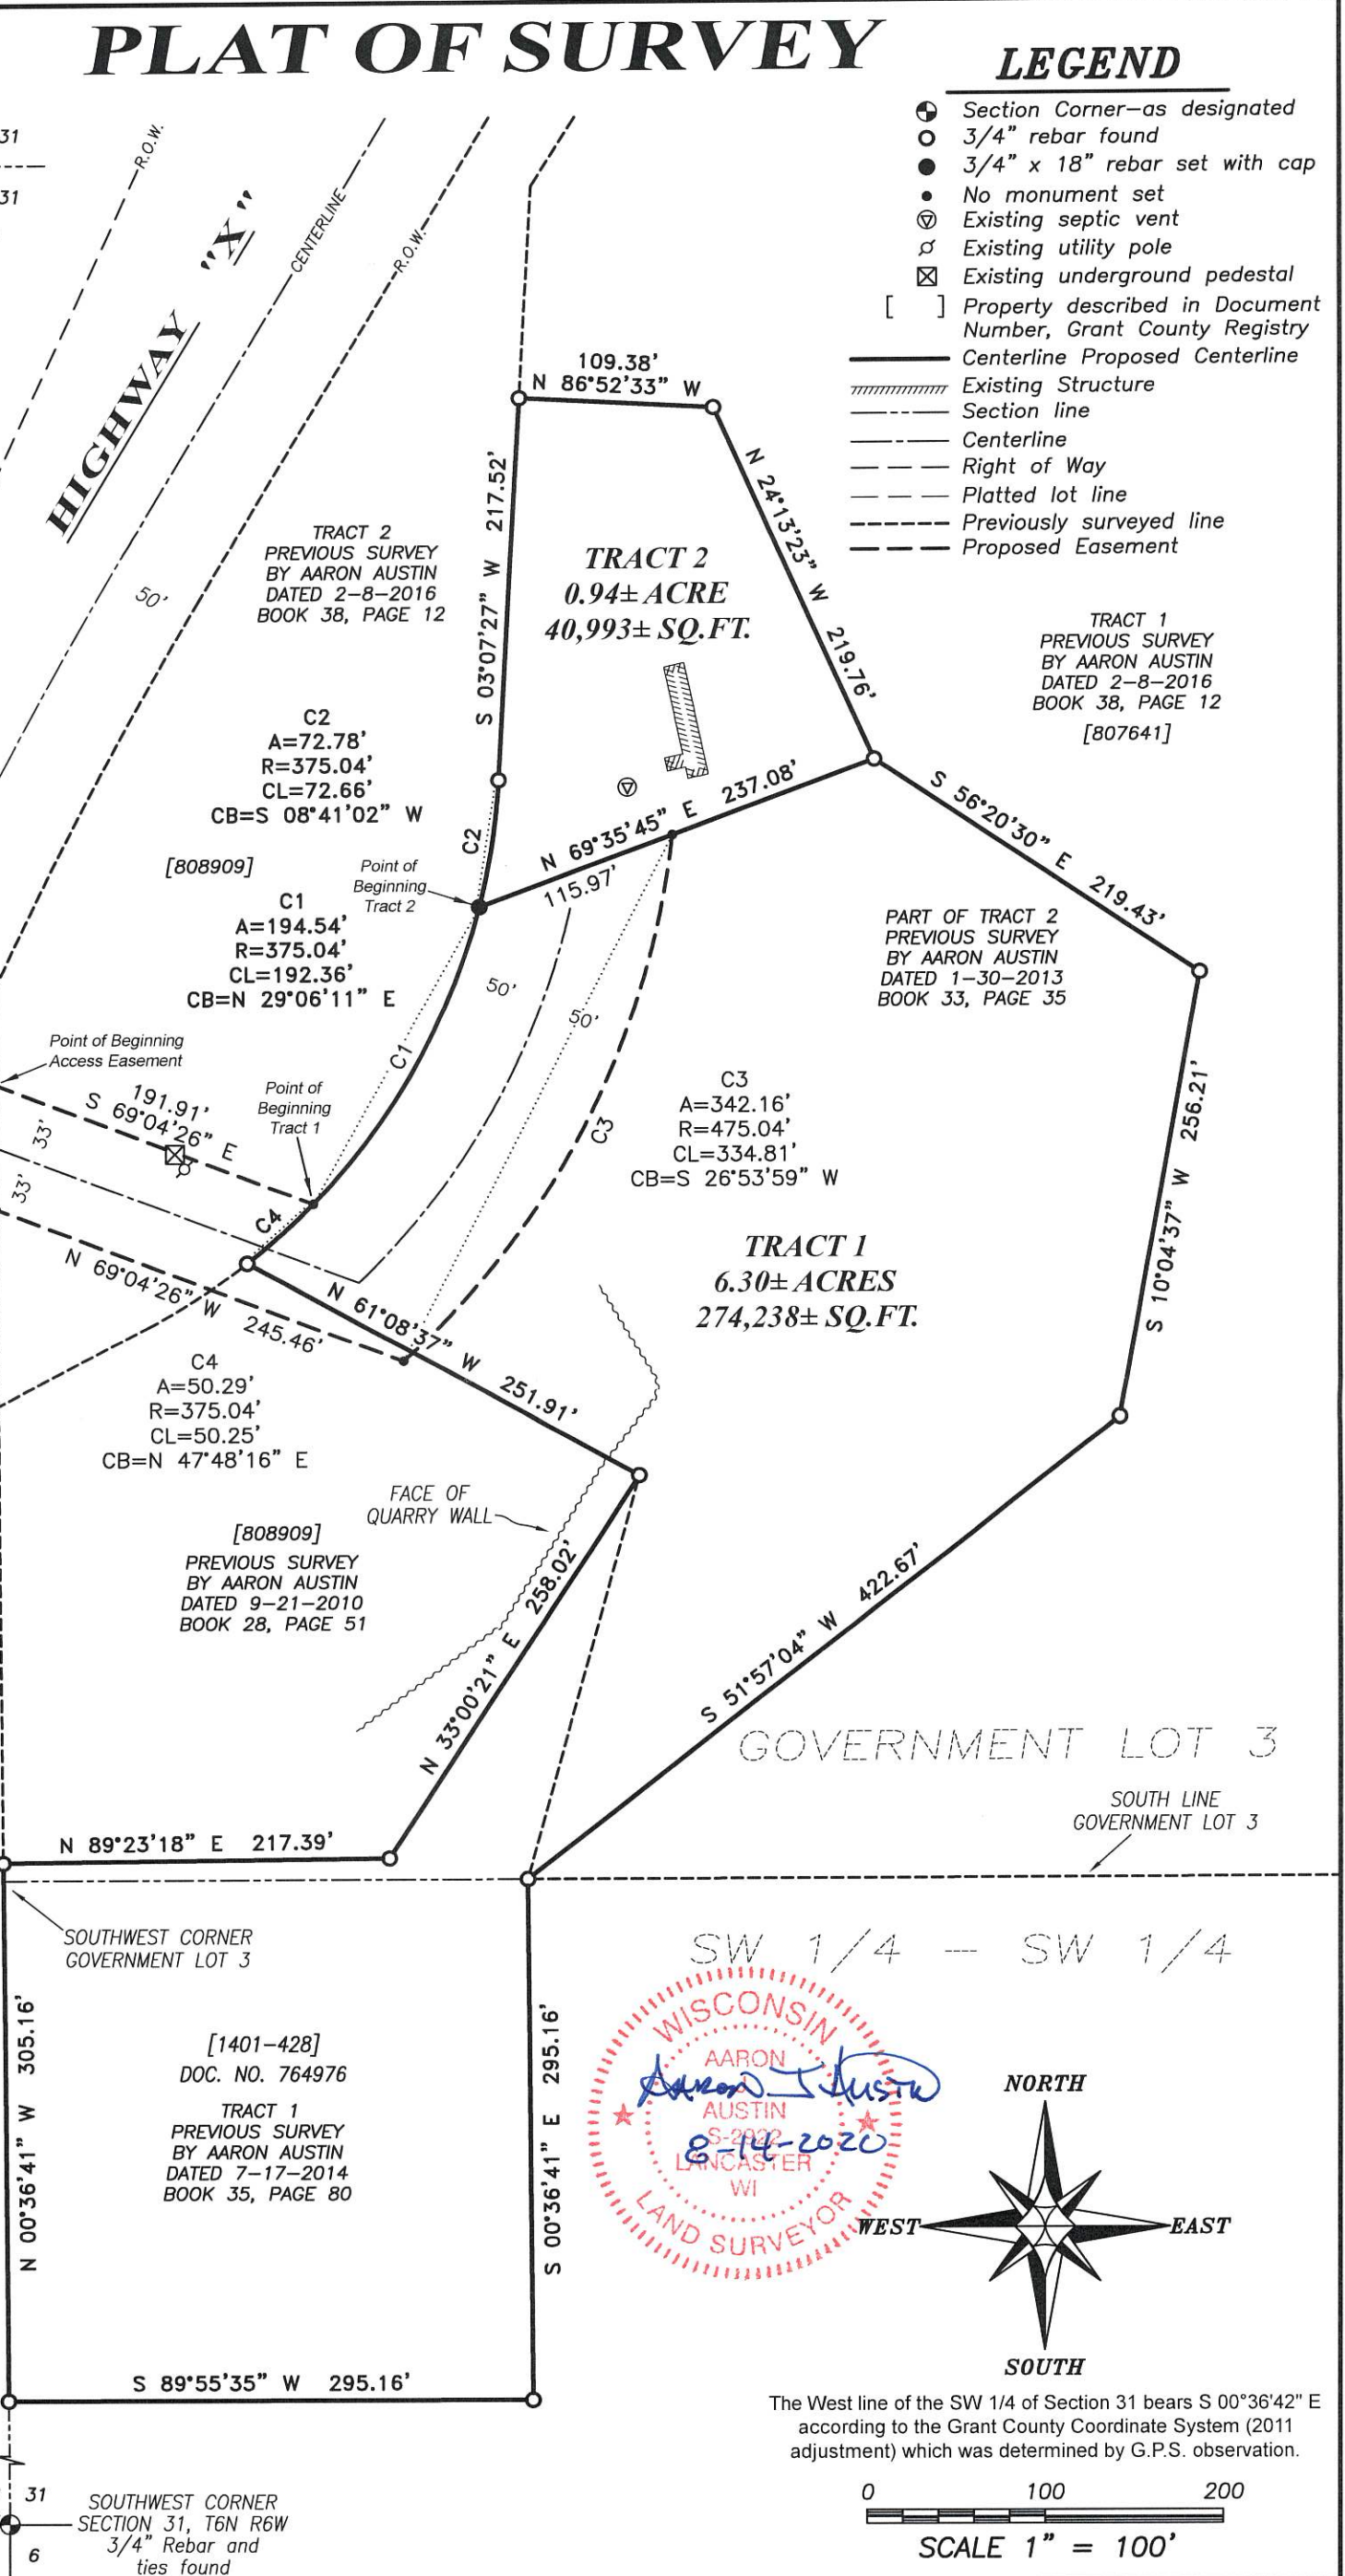 PLAT OF SURVEY
LEGEND
Section Corner-as designated
3/4" rebar found
3/4" x 18" rebar set with cap
No monument set
Existing septic vent
Existing utility pole
Existing underground pedestal
[ ] Property described in Document
Number, Grant County Registry
Centerline Proposed Centerline
Existing Structure
Section line
Centerline
Right of Way
Platted lot line
Previously surveyed line
Proposed Easement
31
31
R.O.W.
HIGHWAY "X"
CENTERLINE
R.O.W.
50'
109.38'
N 86°52'33" W
S 03°07'27" W 217.52'
N 24°13'23" W 219.76'
TRACT 2
PREVIOUS SURVEY
BY AARON AUSTIN
DATED 2-8-2016
BOOK 38, PAGE 12
TRACT 2
0.94± ACRE
40,993± SQ.FT.
TRACT 1
PREVIOUS SURVEY
BY AARON AUSTIN
DATED 2-8-2016
BOOK 38, PAGE 12
[807641]
C2
A=72.78'
R=375.04'
CL=72.66'
CB=S 08°41'02" W
[808909]
C2
N 69°35'45" E 237.08'
115.97'
S 56°20'30" E 219.43'
Point of
Beginning
Tract 2
C1
A=194.54'
R=375.04'
CL=192.36'
CB=N 29°06'11" E
PART OF TRACT 2
PREVIOUS SURVEY
BY AARON AUSTIN
DATED 1-30-2013
BOOK 33, PAGE 35
50'
50'
C1
C3
Point of Beginning
Access Easement
191.91'
S 69°04'26" E
33'
33'
Point of
Beginning
Tract 1
C3
A=342.16'
R=475.04'
CL=334.81'
CB=S 26°53'59" W
S 10°04'37" W 256.21'
C4
N 69°04'26" W 245.46'
N 61°08'37" W 251.91'
TRACT 1
6.30± ACRES
274,238± SQ.FT.
C4
A=50.29'
R=375.04'
CL=50.25'
CB=N 47°48'16" E
FACE OF
QUARRY WALL
[808909]
PREVIOUS SURVEY
BY AARON AUSTIN
DATED 9-21-2010
BOOK 28, PAGE 51
N 33°00'21" E 258.02'
S 51°57'04" W 422.67'
GOVERNMENT LOT 3
SOUTH LINE
GOVERNMENT LOT 3
N 89°23'18" E 217.39'
SOUTHWEST CORNER
GOVERNMENT LOT 3
SW 1/4 - SW 1/4
N 00°36'41" W 305.16'
[1401-428]
DOC. NO. 764976
TRACT 1
PREVIOUS SURVEY
BY AARON AUSTIN
DATED 7-17-2014
BOOK 35, PAGE 80
S 00°36'41" E 295.16'
WISCONSIN
AARON
J
AUSTIN
S-2922
LANCASTER
WI
LAND SURVEYOR
Aaron J Austin
8-14-2020
NORTH
WEST
EAST
SOUTH
S 89°55'35" W 295.16'
The West line of the SW 1/4 of Section 31 bears S 00°36'42" E
according to the Grant County Coordinate System (2011
adjustment) which was determined by G.P.S. observation.
31
6
SOUTHWEST CORNER
SECTION 31, T6N R6W
3/4" Rebar and
ties found
0 100 200
SCALE 1" = 100'